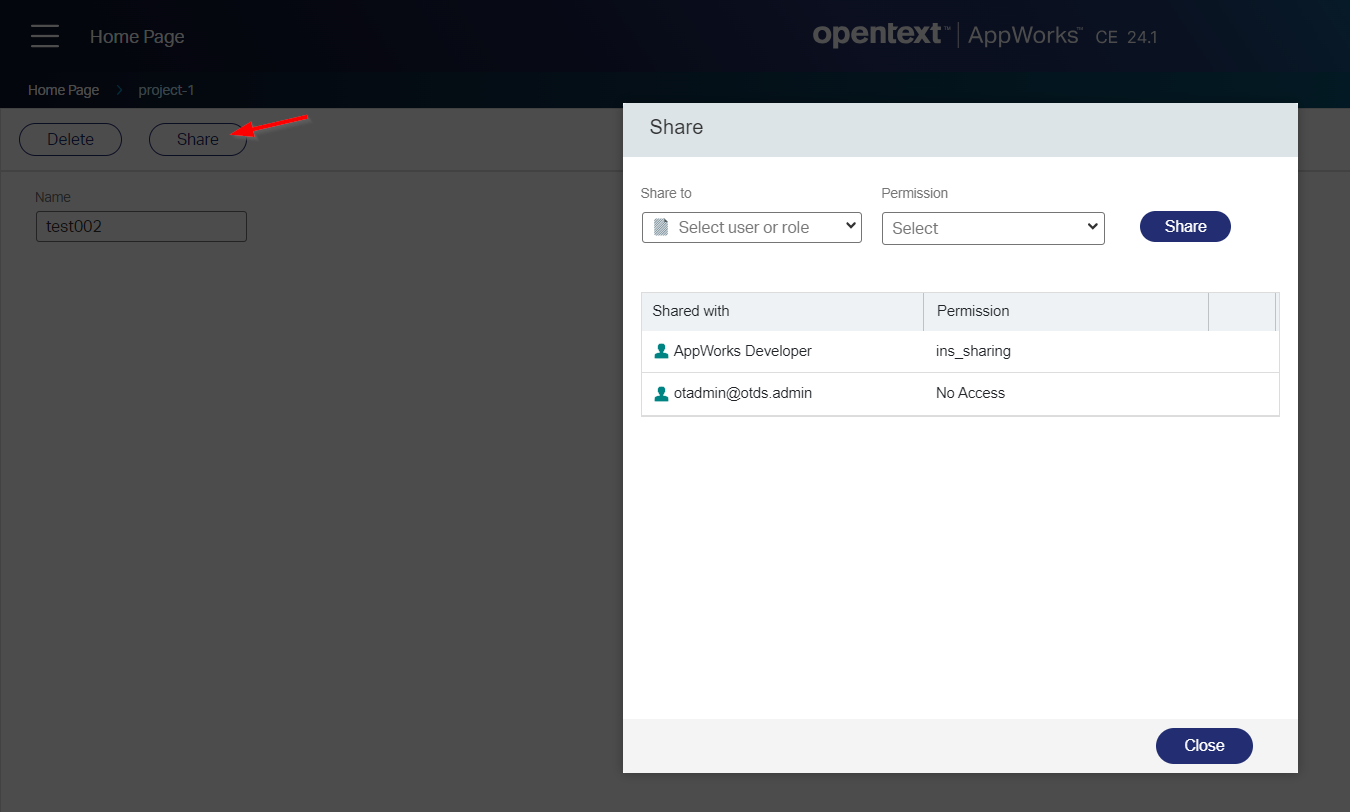 Home Page
opentext™ | AppWorks™ CE 24.1
Home Page > project-1
Delete Share
Name
test002
Share
Share to Permission
Select user or role Select Share
Shared with Permission
AppWorks Developer ins_sharing
otadmin@otds.admin No Access
Close